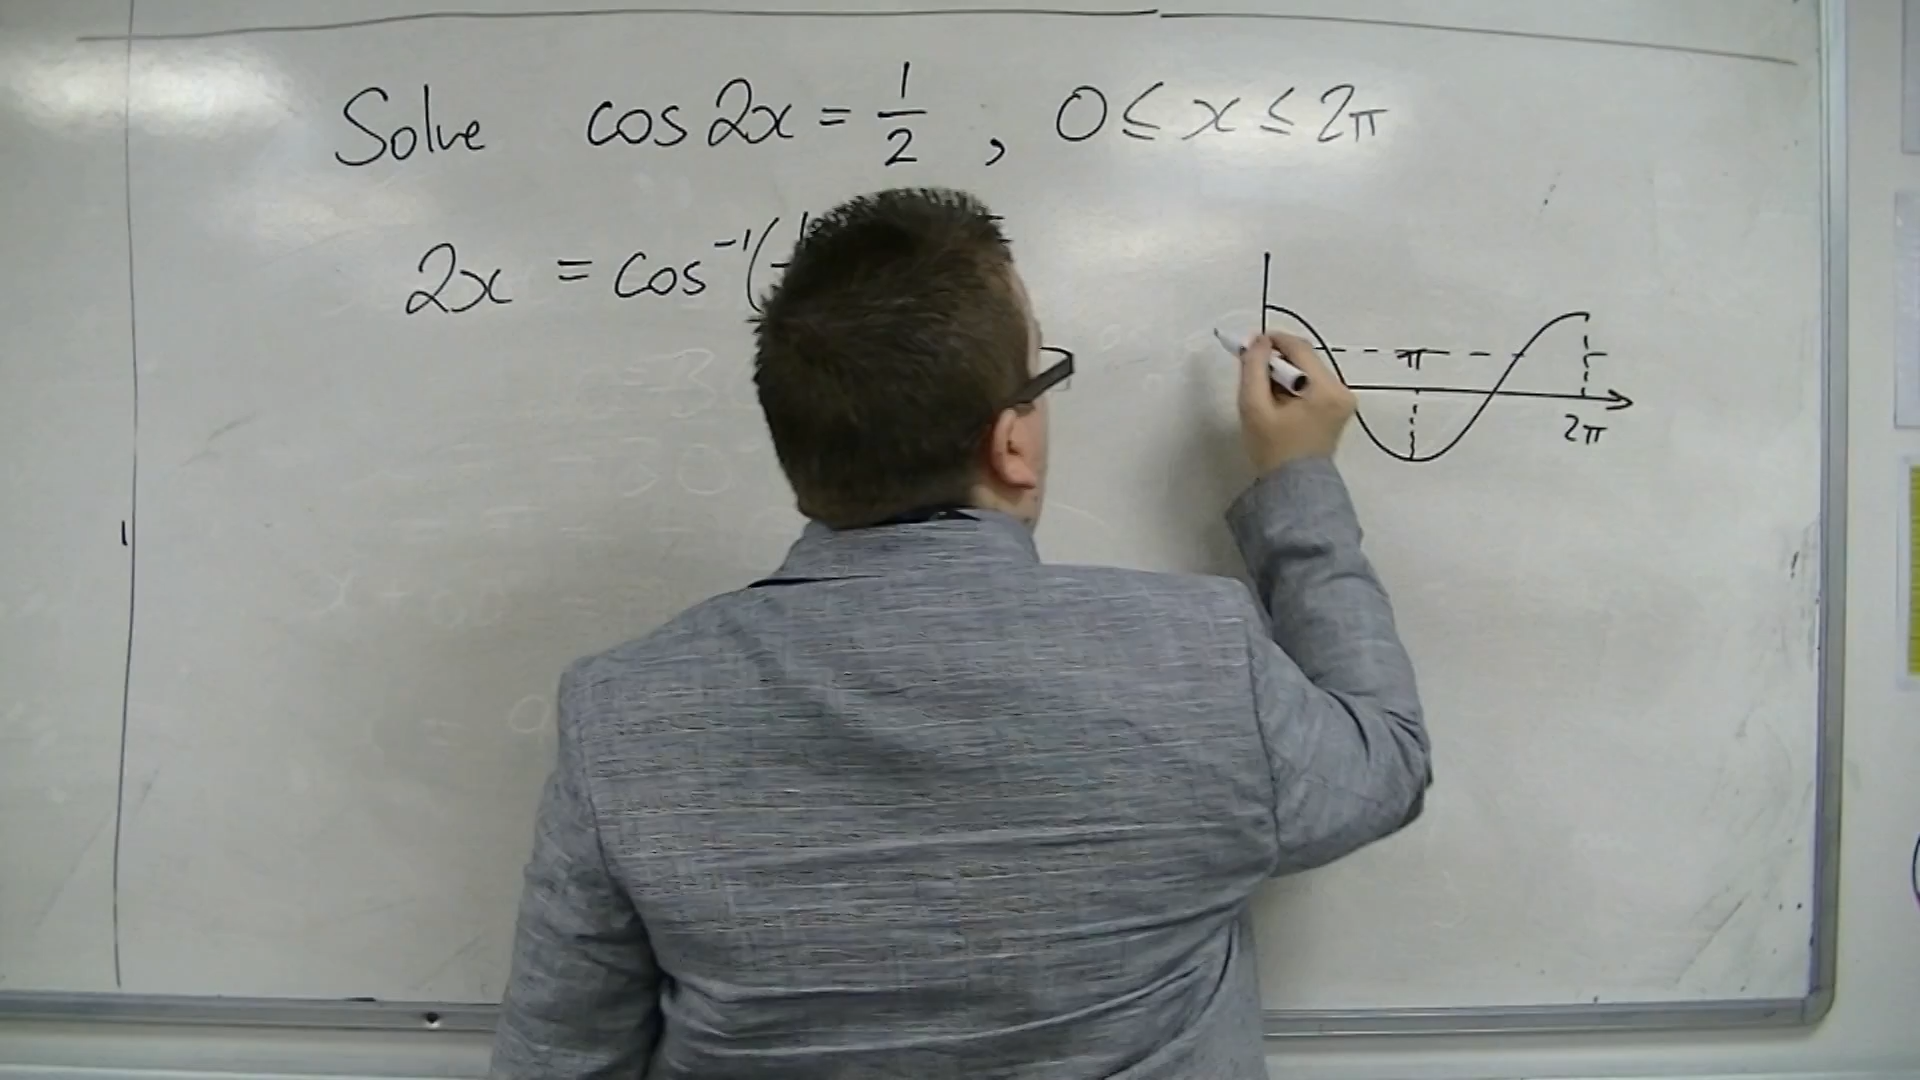 Solve cos 2x = 1/2 , 0 ≤ x ≤ 2π
2x = cos⁻¹(
π
2π